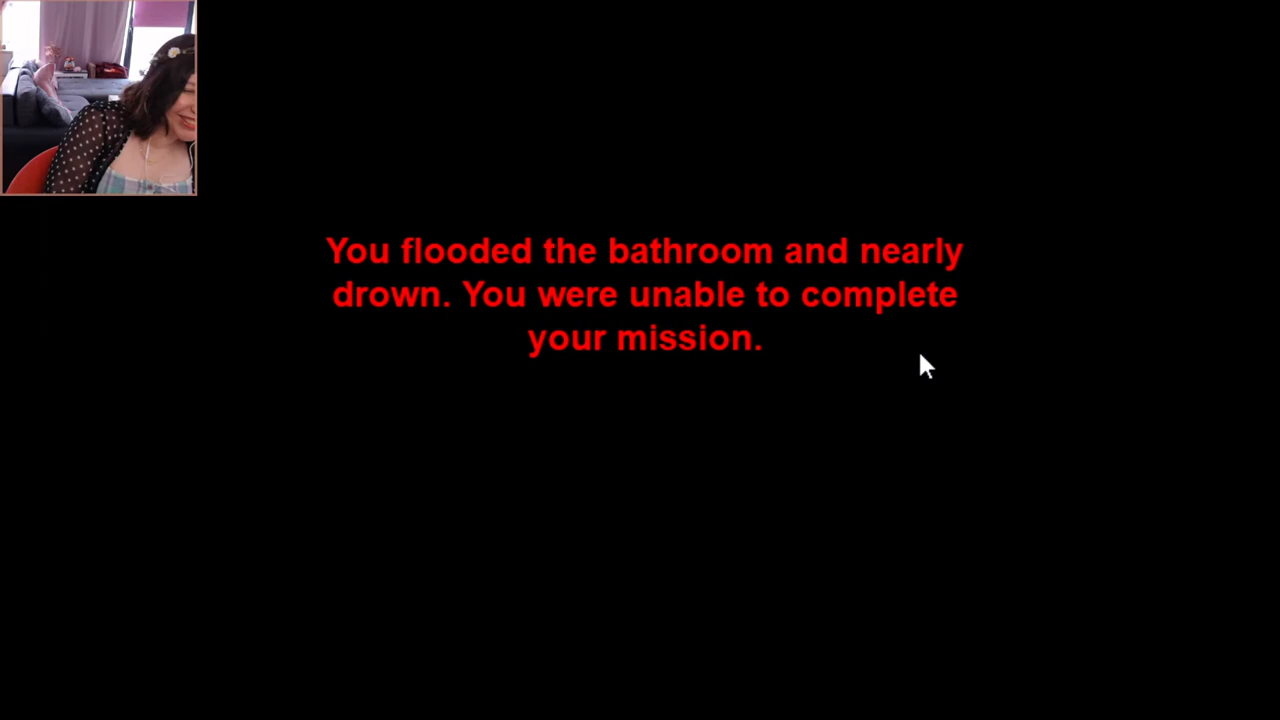 You flooded the bathroom and nearly
drown. You were unable to complete
your mission.